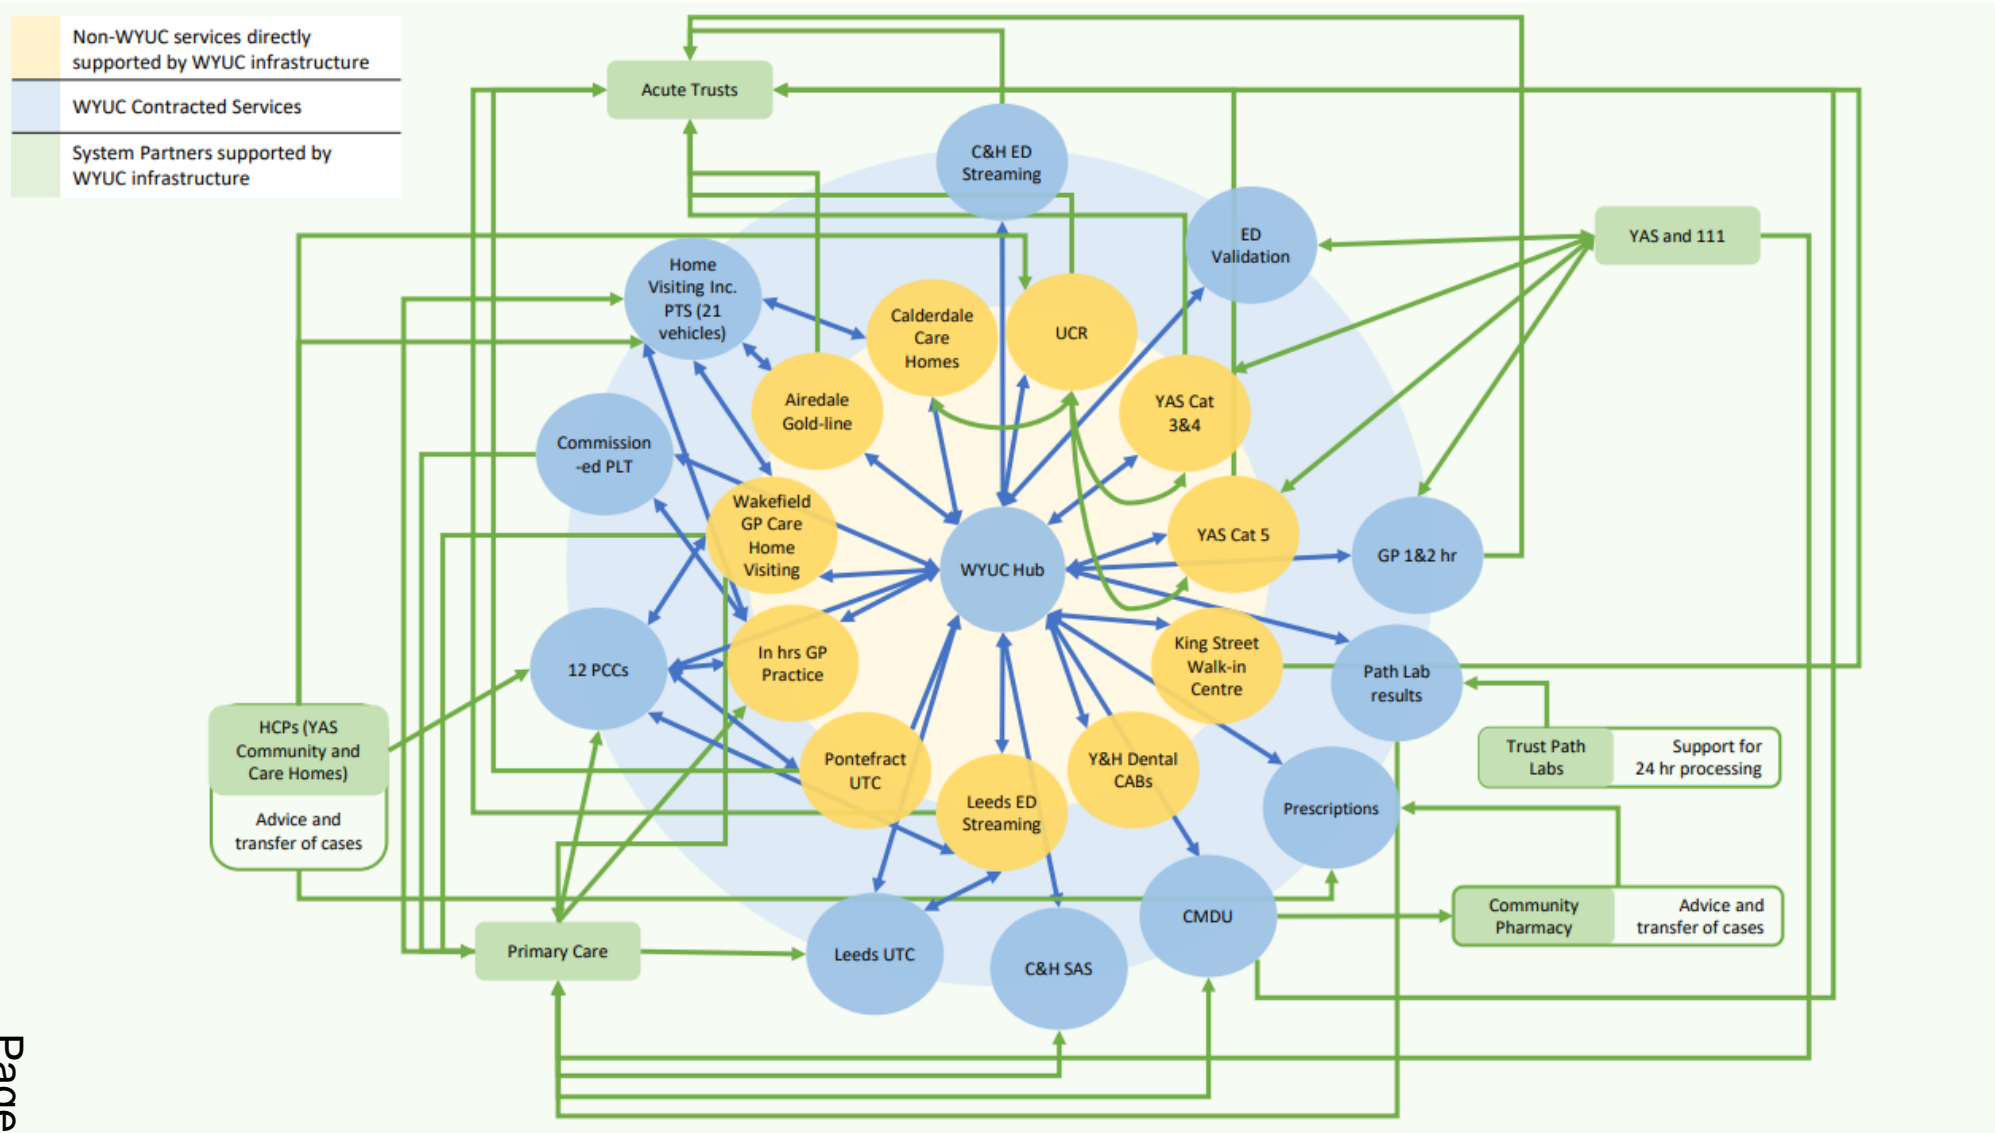 Non-WYUC services directly
supported by WYUC infrastructure
WYUC Contracted Services
System Partners supported by
WYUC infrastructure
Acute Trusts
C&H ED
Streaming
ED
Validation
YAS and 111
Home
Visiting Inc.
PTS (21
vehicles)
Calderdale
Care
Homes
UCR
Airedale
Gold-line
YAS Cat
3&4
Commission
-ed PLT
Wakefield
GP Care
Home
Visiting
WYUC Hub
YAS Cat 5
GP 1&2 hr
12 PCCs
In hrs GP
Practice
King Street
Walk-in
Centre
Path Lab
results
HCPs (YAS
Community and
Care Homes)
Advice and
transfer of cases
Pontefract
UTC
Leeds ED
Streaming
Y&H Dental
CABs
Prescriptions
Trust Path
Labs
Support for
24 hr processing
Primary Care
Leeds UTC
C&H SAS
CMDU
Community
Pharmacy
Advice and
transfer of cases
Page